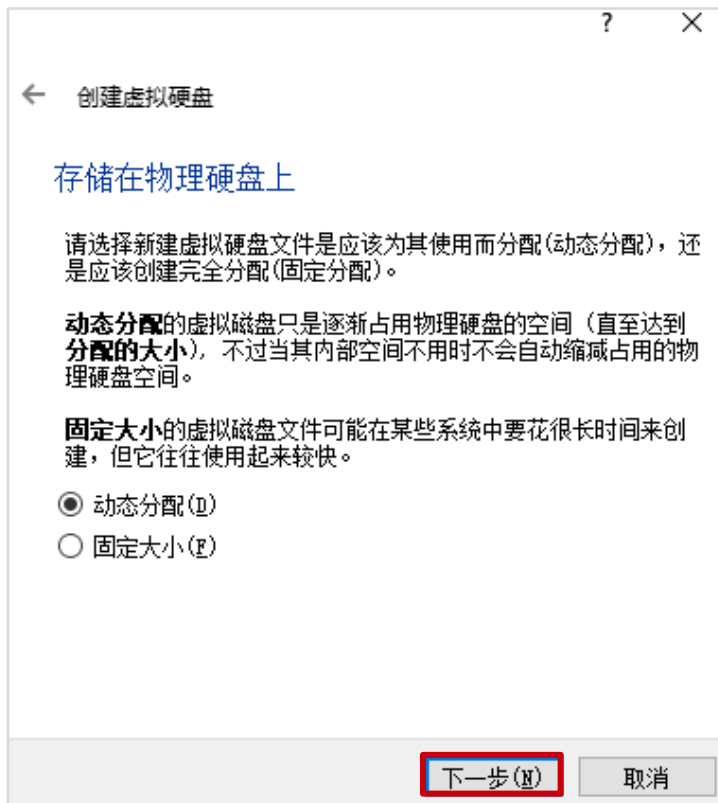 ?
创建虚拟硬盘
存储在物理硬盘上
请选择新建虚拟硬盘文件是应该为其使用而分配(动态分配)，还
是应该创建完全分配(固定分配)。
动态分配的虚拟磁盘只是逐渐占用物理硬盘的空间（直至达到
分配的大小），不过当其内部空间不用时不会自动缩减占用的物
理硬盘空间。
固定大小的虚拟磁盘文件可能在某些系统中要花很长时间来创
建，但它往往使用起来较快。
动态分配(D)
固定大小(F)
下一步(N) 取消